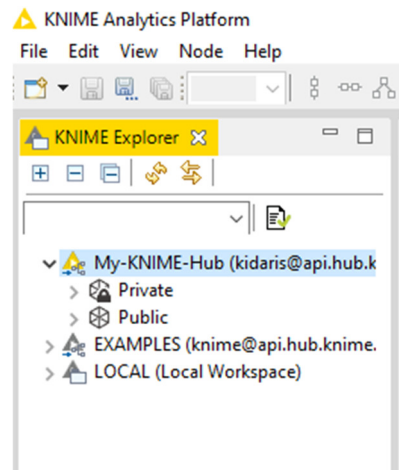 KNIME Analytics Platform
File Edit View Node Help
KNIME Explorer
My-KNIME-Hub (kidaris@api.hub.k
Private
Public
EXAMPLES (knime@api.hub.knime.
LOCAL (Local Workspace)